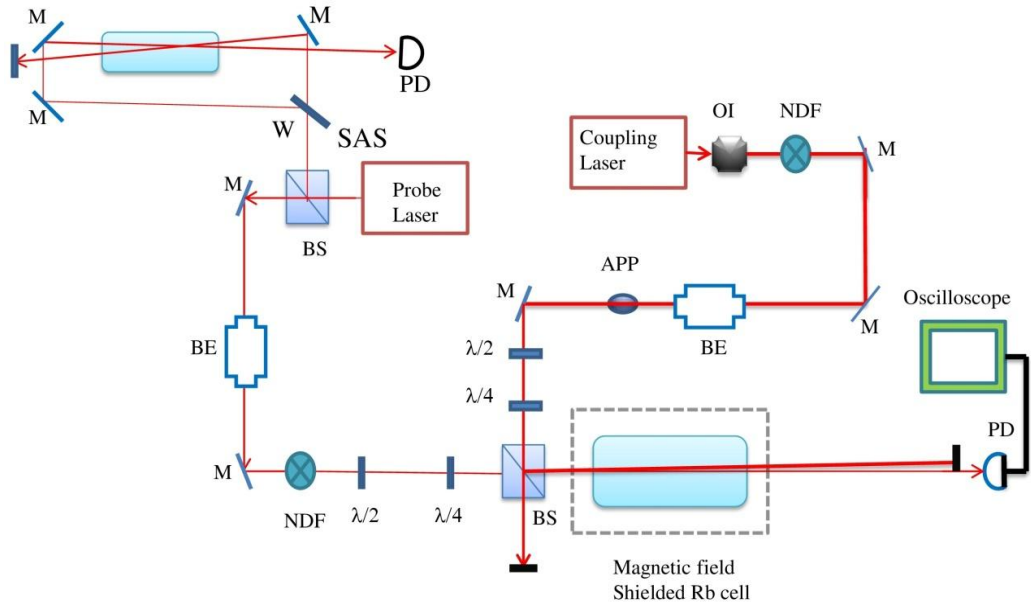 M
M
PD
M
W
SAS
OI
NDF
Coupling
Laser
M
M
Probe
Laser
BS
APP
M
Oscilloscope
M
BE
BE
λ/2
λ/4
PD
M
NDF
λ/2
λ/4
BS
Magnetic field
Shielded Rb cell